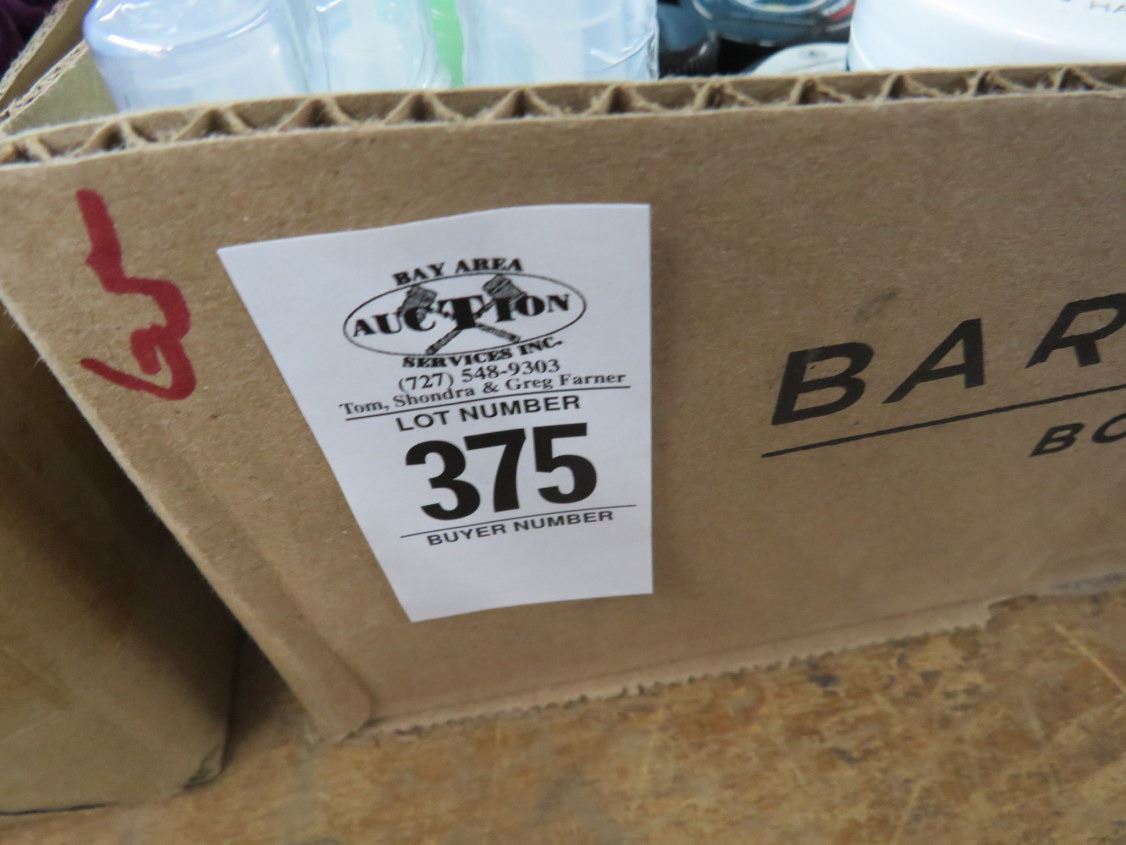 BAY AREA
AUCTION
SERVICES INC.
(727) 548-9303
Tom, Shondra & Greg Farner
LOT NUMBER
375
BUYER NUMBER
BAR
BO
HA